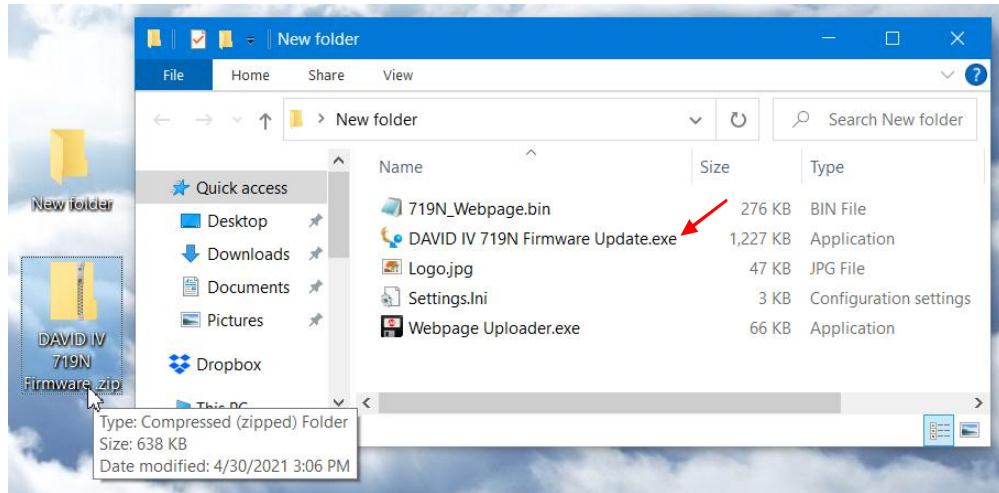 New folder
File Home Share View
New folder
Search New folder
Name Size Type
Quick access
Desktop
Downloads
Documents
Pictures
Dropbox
This PC
719N_Webpage.bin 276 KB BIN File
DAVID IV 719N Firmware Update.exe 1,227 KB Application
Logo.jpg 47 KB JPG File
Settings.Ini 3 KB Configuration settings
Webpage Uploader.exe 66 KB Application
New folder
DAVID IV
719N
Firmware .zip
Type: Compressed (zipped) Folder
Size: 638 KB
Date modified: 4/30/2021 3:06 PM